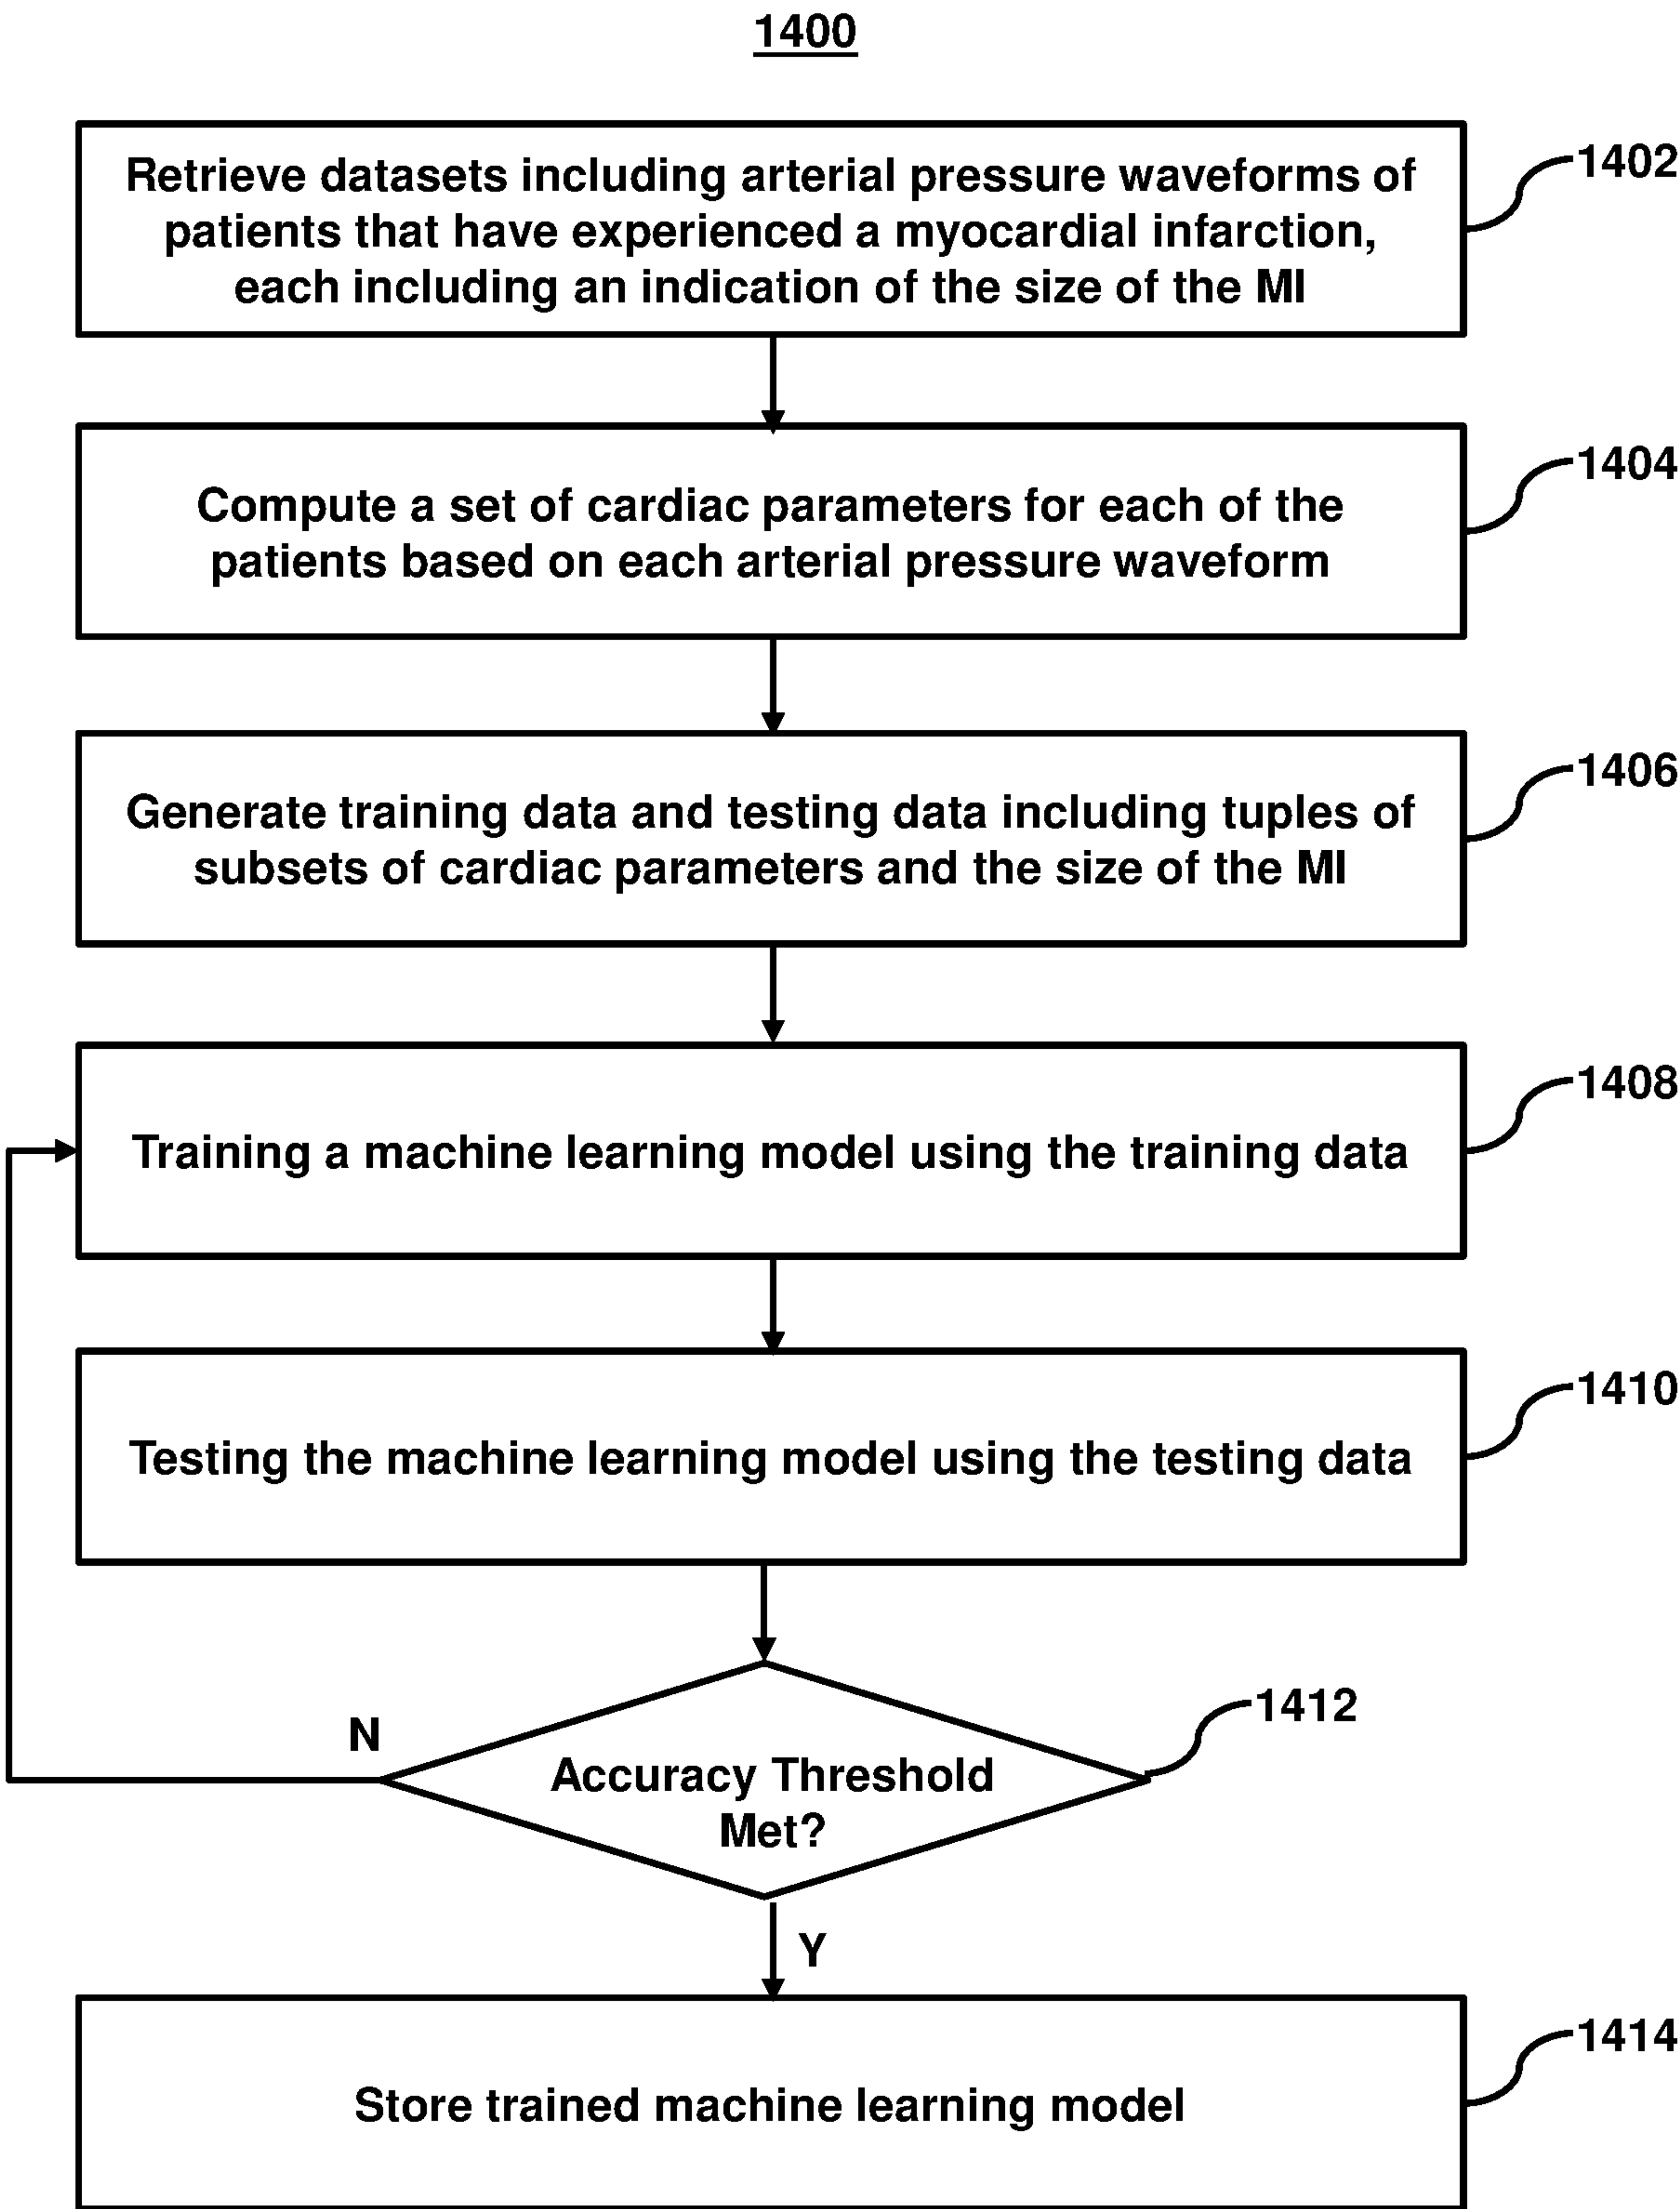 1400
Retrieve datasets including arterial pressure waveforms of
patients that have experienced a myocardial infarction,
each including an indication of the size of the MI
1402
Compute a set of cardiac parameters for each of the
patients based on each arterial pressure waveform
1404
Generate training data and testing data including tuples of
subsets of cardiac parameters and the size of the MI
1406
Training a machine learning model using the training data
1408
Testing the machine learning model using the testing data
1410
N
Accuracy Threshold
Met?
1412
Y
Store trained machine learning model
1414